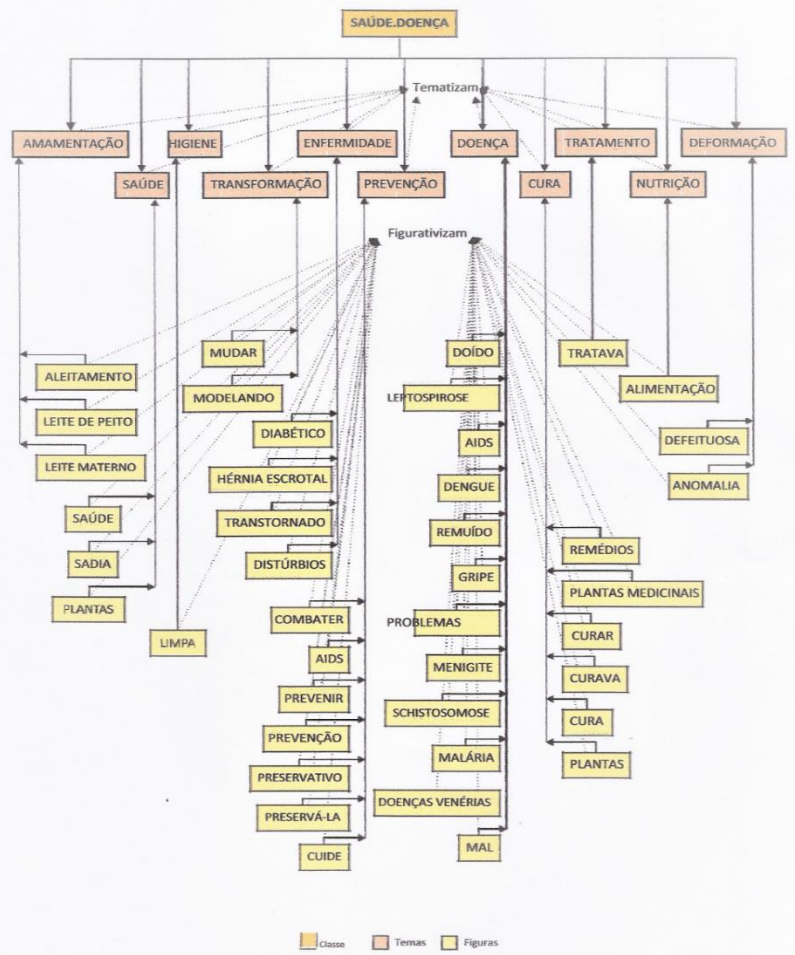 SAÚDE.DOENÇA
Tematizam
AMAMENTAÇÃO
HIGIENE
ENFERMIDADE
DOENÇA
TRATAMENTO
DEFORMAÇÃO
SAÚDE
TRANSFORMAÇÃO
PREVENÇÃO
CURA
NUTRIÇÃO
Figurativizam
ALEITAMENTO
LEITE DE PEITO
LEITE MATERNO
SAÚDE
SADIA
PLANTAS
LIMPA
MUDAR
MODELANDO
DIABÉTICO
HÉRNIA ESCROTAL
TRANSTORNADO
DISTÚRBIOS
COMBATER
AIDS
PREVENIR
PREVENÇÃO
PRESERVATIVO
PRESERVÁ-LA
CUIDE
DOÍDO
LEPTOSPIROSE
AIDS
DENGUE
REMUÍDO
GRIPE
PROBLEMAS
MENIGITE
SCHISTOSOMOSE
MALÁRIA
DOENÇAS VENÉRIAS
MAL
TRATAVA
ALIMENTAÇÃO
DEFEITUOSA
ANOMALIA
REMÉDIOS
PLANTAS MEDICINAIS
CURAR
CURAVA
CURA
PLANTAS
Classe
Temas
Figuras